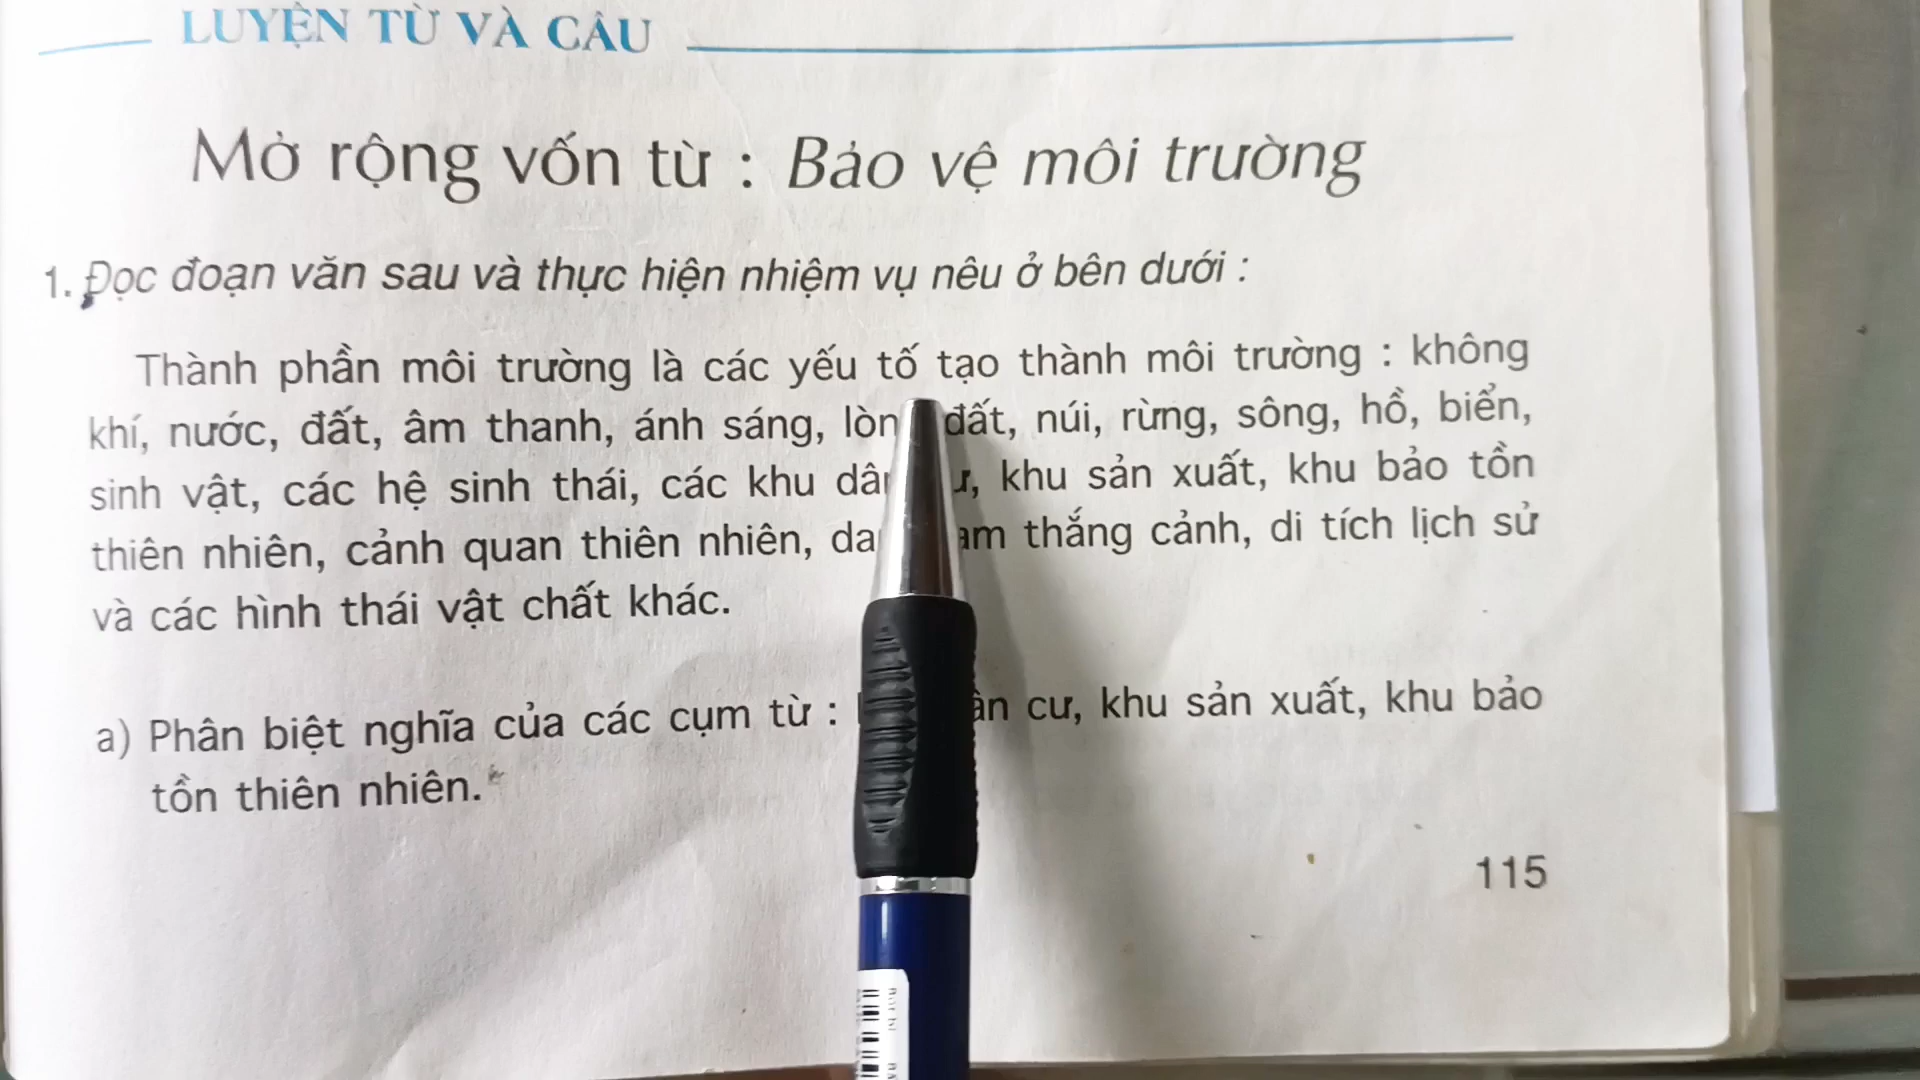 LUYỆN TỪ VÀ CÂU
Mở rộng vốn từ : Bảo vệ môi trường
1. Đọc đoạn văn sau và thực hiện nhiệm vụ nêu ở bên dưới :
Thành phần môi trường là các yếu tố tạo thành môi trường : không
khí, nước, đất, âm thanh, ánh sáng, lòn đất, núi, rừng, sông, hồ, biển,
sinh vật, các hệ sinh thái, các khu dân ư, khu sản xuất, khu bảo tồn
thiên nhiên, cảnh quan thiên nhiên, da am thắng cảnh, di tích lịch sử
và các hình thái vật chất khác.
a) Phân biệt nghĩa của các cụm từ : ân cư, khu sản xuất, khu bảo
tồn thiên nhiên.
115